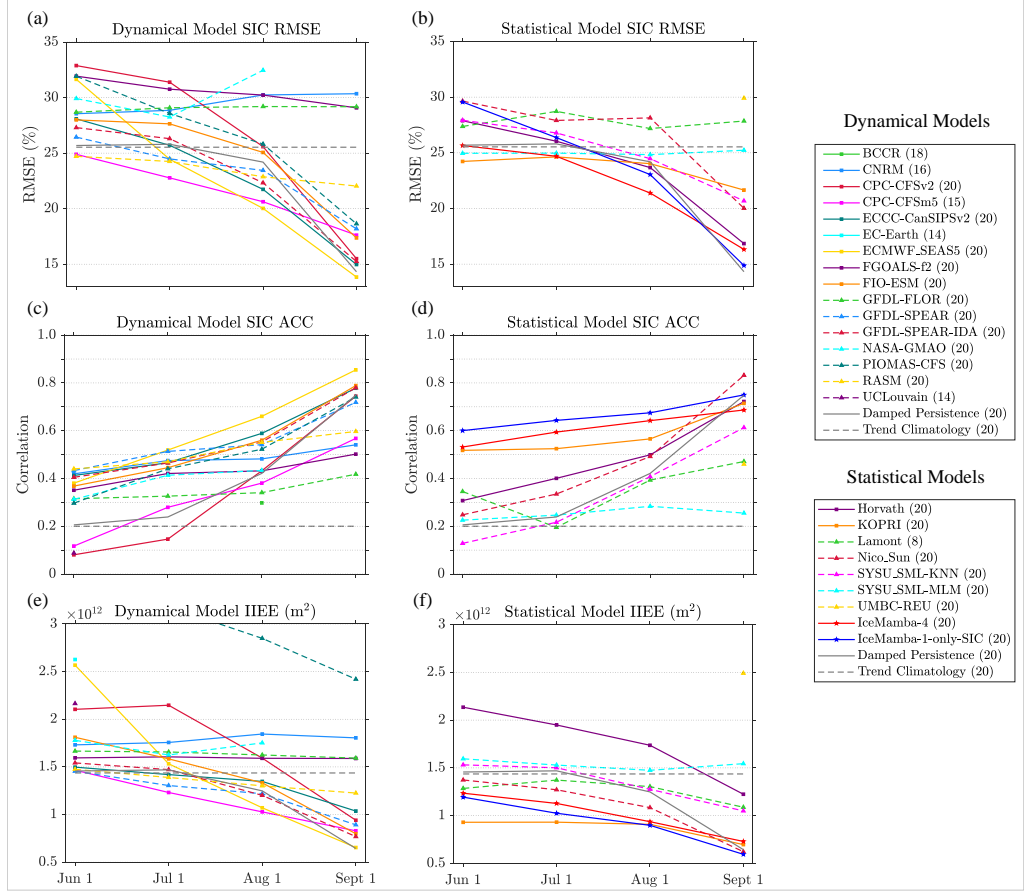 (a)
Dynamical Model SIC RMSE
35
30
25
20
15
RMSE (%)
(b)
Statistical Model SIC RMSE
35
30
25
20
15
RMSE (%)
(c)
Dynamical Model SIC ACC
1.0
0.8
0.6
0.4
0.2
0
Correlation
(d)
Statistical Model SIC ACC
1.0
0.8
0.6
0.4
0.2
0
Correlation
(e)
×10¹²
Dynamical Model IIEE (m²)
3
2.5
2
1.5
1
0.5
Jun 1
Jul 1
Aug 1
Sept 1
(f)
×10¹²
Statistical Model IIEE (m²)
3
2.5
2
1.5
1
0.5
Jun 1
Jul 1
Aug 1
Sept 1
Dynamical Models
BCCR (18)
CNRM (16)
CPC-CFSv2 (20)
CPC-CFSm5 (15)
ECCC-CanSIPSv2 (20)
EC-Earth (14)
ECMWF_SEAS5 (20)
FGOALS-f2 (20)
FIO-ESM (20)
GFDL-FLOR (20)
GFDL-SPEAR (20)
GFDL-SPEAR-IDA (20)
NASA-GMAO (20)
PIOMAS-CFS (20)
RASM (20)
UCLouvain (14)
Damped Persistence (20)
Trend Climatology (20)
Statistical Models
Horvath (20)
KOPRI (20)
Lamont (8)
Nico_Sun (20)
SYSU_SML-KNN (20)
SYSU_SML-MLM (20)
UMBC-REU (20)
IceMamba-4 (20)
IceMamba-1-only-SIC (20)
Damped Persistence (20)
Trend Climatology (20)